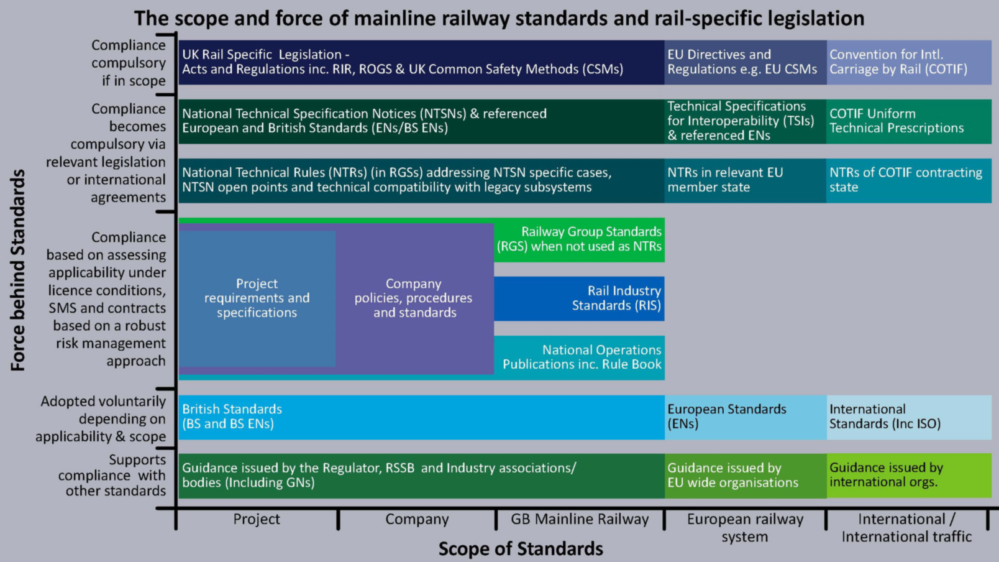 The scope and force of mainline railway standards and rail-specific legislation
Force behind Standards
Compliance
compulsory
if in scope
UK Rail Specific Legislation -
Acts and Regulations inc. RIR, ROGS & UK Common Safety Methods (CSMs)
EU Directives and
Regulations e.g. EU CSMs
Convention for Intl.
Carriage by Rail (COTIF)
Compliance
becomes
compulsory via
relevant legislation
or international
agreements
National Technical Specification Notices (NTSNs) & referenced
European and British Standards (ENs/BS ENs)
Technical Specifications
for Interoperability (TSIs)
& referenced ENs
COTIF Uniform
Technical Prescriptions
National Technical Rules (NTRs) (in RGSs) addressing NTSN specific cases,
NTSN open points and technical compatibility with legacy subsystems
NTRs in relevant EU
member state
NTRs of COTIF contracting
state
Compliance
based on assessing
applicability under
licence conditions,
SMS and contracts
based on a robust
risk management
approach
Project
requirements and
specifications
Company
policies, procedures
and standards
Railway Group Standards
(RGS) when not used as NTRs
Rail Industry
Standards (RIS)
National Operations
Publications inc. Rule Book
Adopted voluntarily
depending on
applicability & scope
British Standards
(BS and BS ENs)
European Standards
(ENs)
International
Standards (Inc ISO)
Supports
compliance with
other standards
Guidance issued by the Regulator, RSSB and Industry associations/
bodies (Including GNs)
Guidance issued by
EU wide organisations
Guidance issued by
international orgs.
Project
Company
GB Mainline Railway
European railway
system
International /
International traffic
Scope of Standards